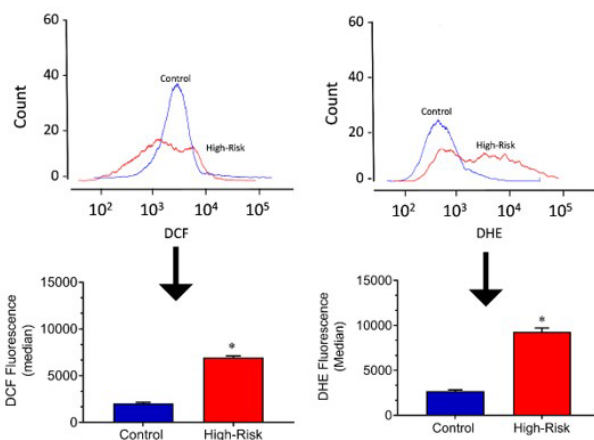 60
40
20
0
Count
Control
High-Risk
10² 10³ 10⁴ 10⁵
DCF
60
40
20
0
Count
Control
High-Risk
10² 10³ 10⁴ 10⁵
DHE
15000
10000
5000
0
DCF Fluorescence
(median)
*
Control High-Risk
15000
10000
5000
0
DHE Fluorescence
(Median)
*
Control High-Risk